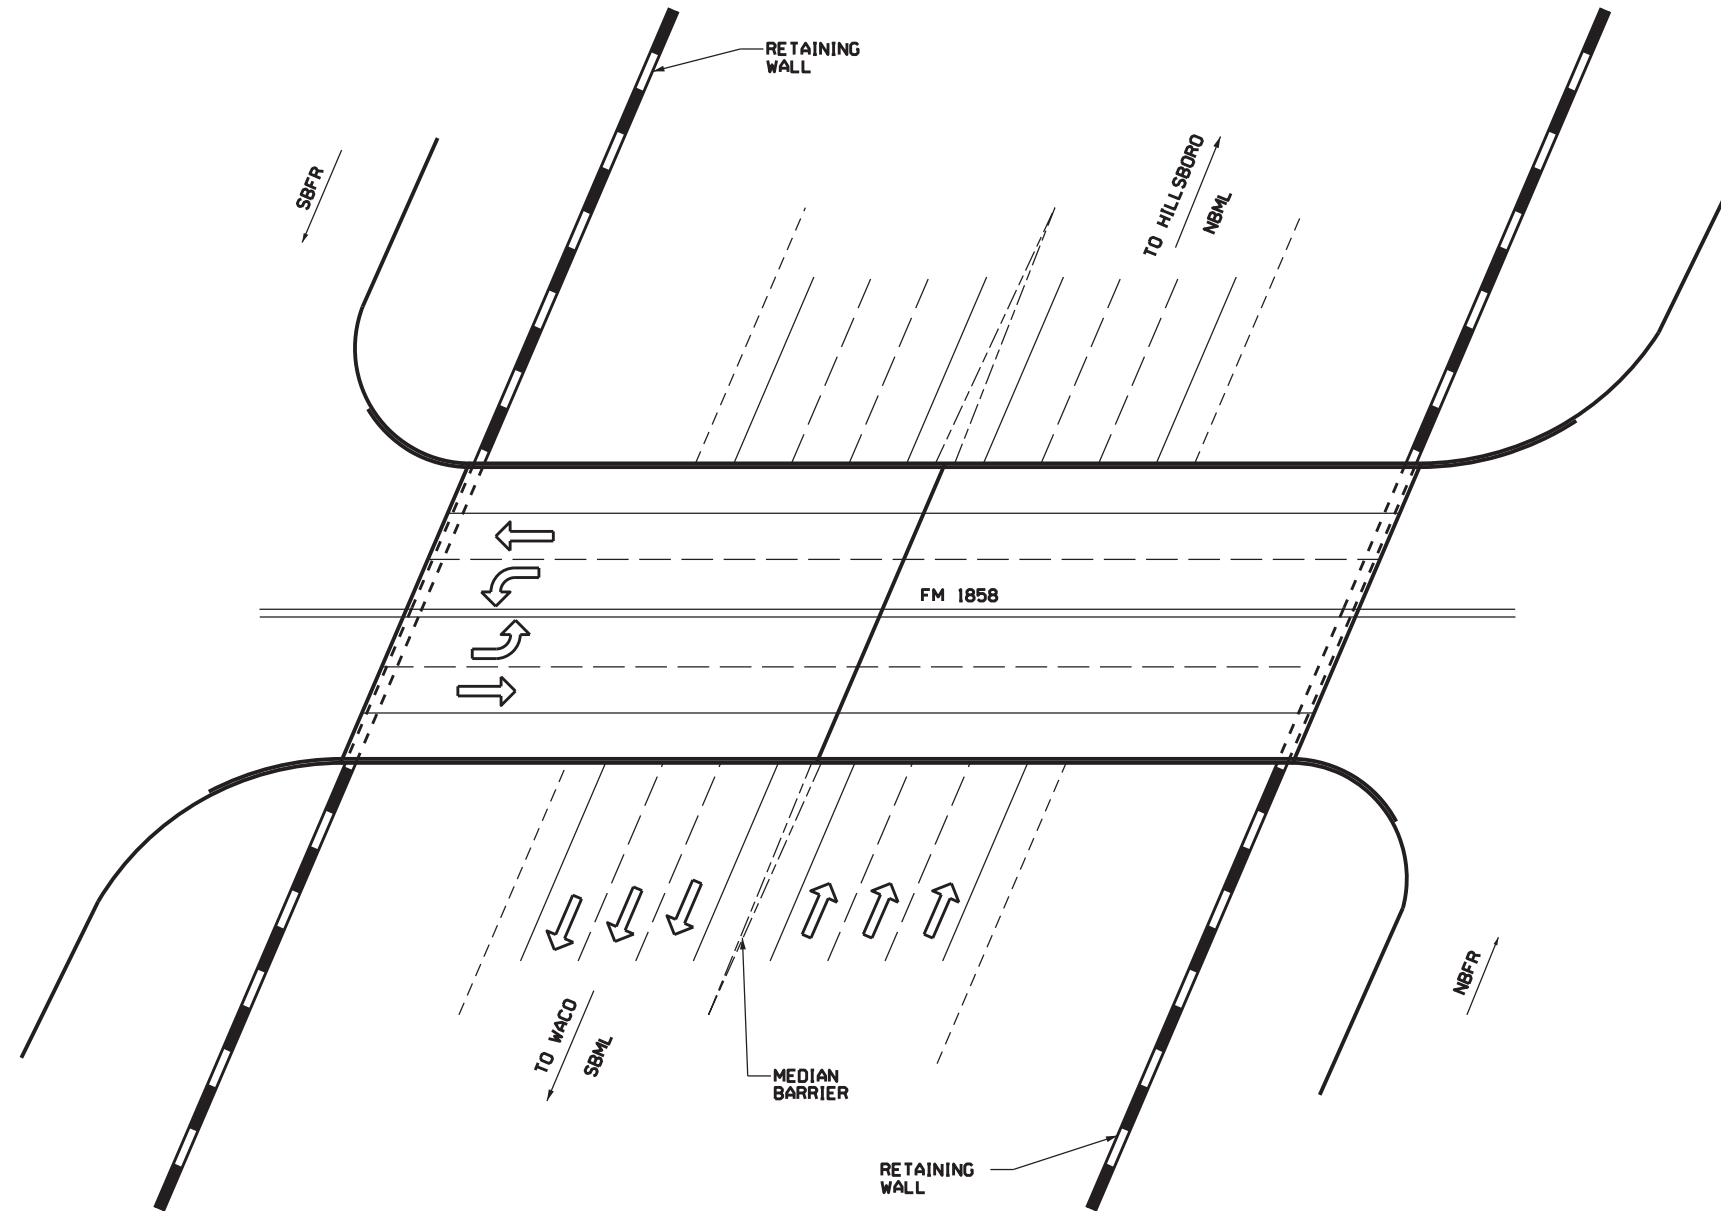 RETAINING
WALL
SBFR
TO HILLSBORO
NBML
FM 1858
TO WACO
SBML
NBFR
MEDIAN
BARRIER
RETAINING
WALL